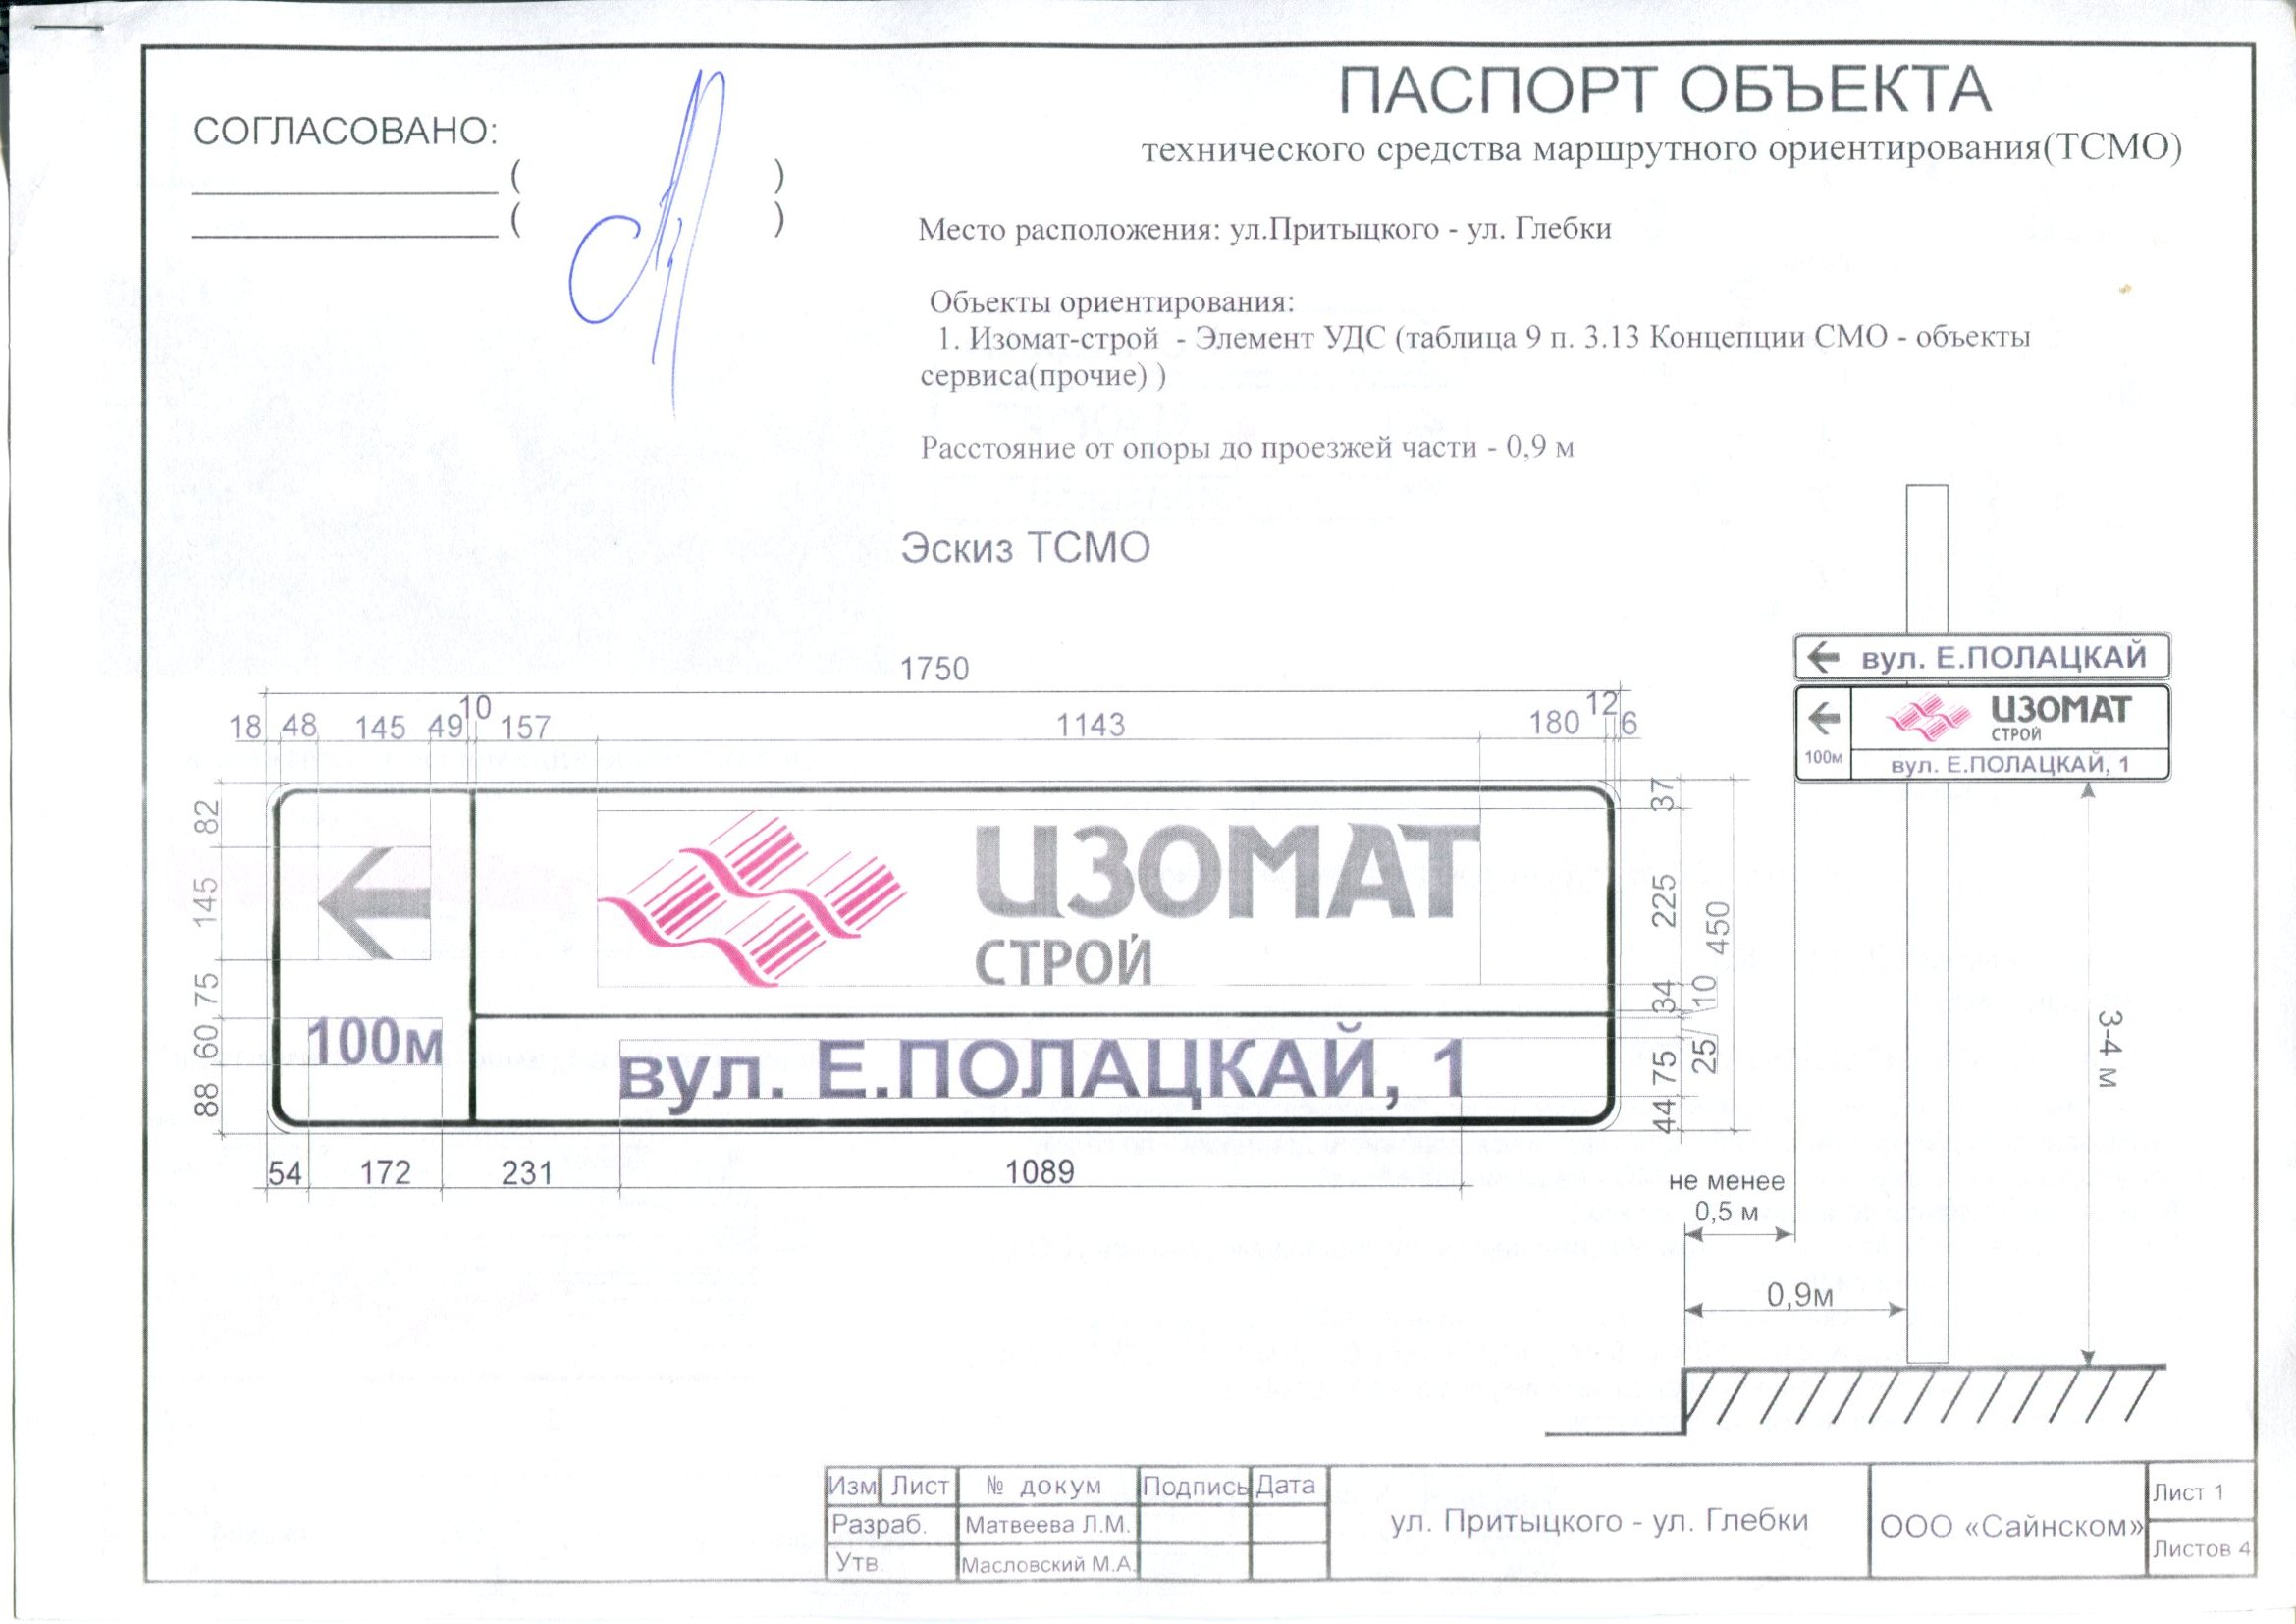 СОГЛАСОВАНО:
( )
( )
ПАСПОРТ ОБЪЕКТА
технического средства маршрутного ориентирования(ТСМО)
Место расположения: ул.Притыцкого - ул. Глебки
Объекты ориентирования:
1. Изомат-строй - Элемент УДС (таблица 9 п. 3.13 Концепции СМО - объекты
сервиса(прочие) )
Расстояние от опоры до проезжей части - 0,9 м
Эскиз ТСМО
1750
18 48 145 49 10 157 1143 180 12 6
82
145
75
60
88
ИЗОМАТ
СТРОЙ
100м
вул. Е.ПОЛАЦКАЙ, 1
37
225
34
10
450
25
75
44
54 172 231 1089
вул. Е.ПОЛАЦКАЙ
ИЗОМАТ
СТРОЙ
100м
вул. Е.ПОЛАЦКАЙ, 1
3-4 м
не менее
0,5 м
0,9м
Изм Лист № докум Подпись Дата
Разраб. Матвеева Л.М.
Утв. Масловский М.А.
ул. Притыцкого - ул. Глебки
ООО «Сайнском»
Лист 1
Листов 4